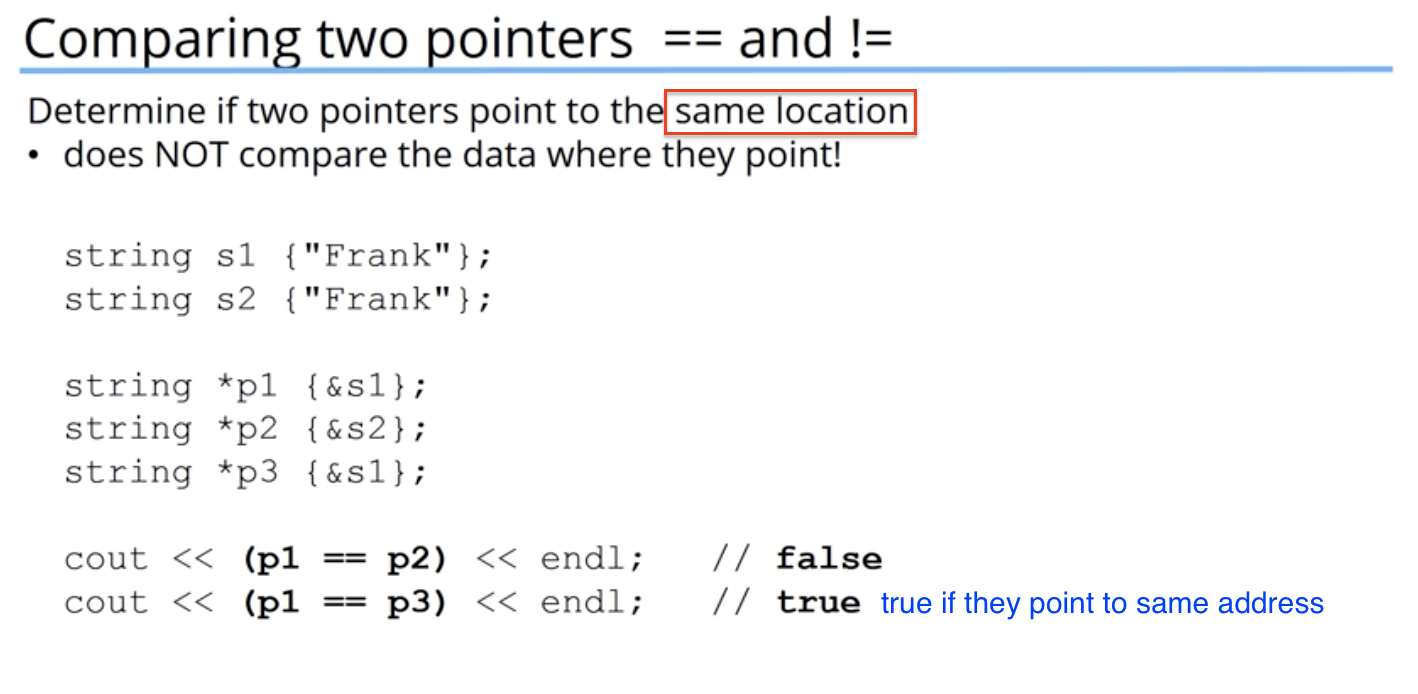 Comparing two pointers == and !=
Determine if two pointers point to the same location
• does NOT compare the data where they point!
string s1 {"Frank"};
string s2 {"Frank"};
string *p1 {&s1};
string *p2 {&s2};
string *p3 {&s1};
cout << (p1 == p2) << endl; // false
cout << (p1 == p3) << endl; // true true if they point to same address